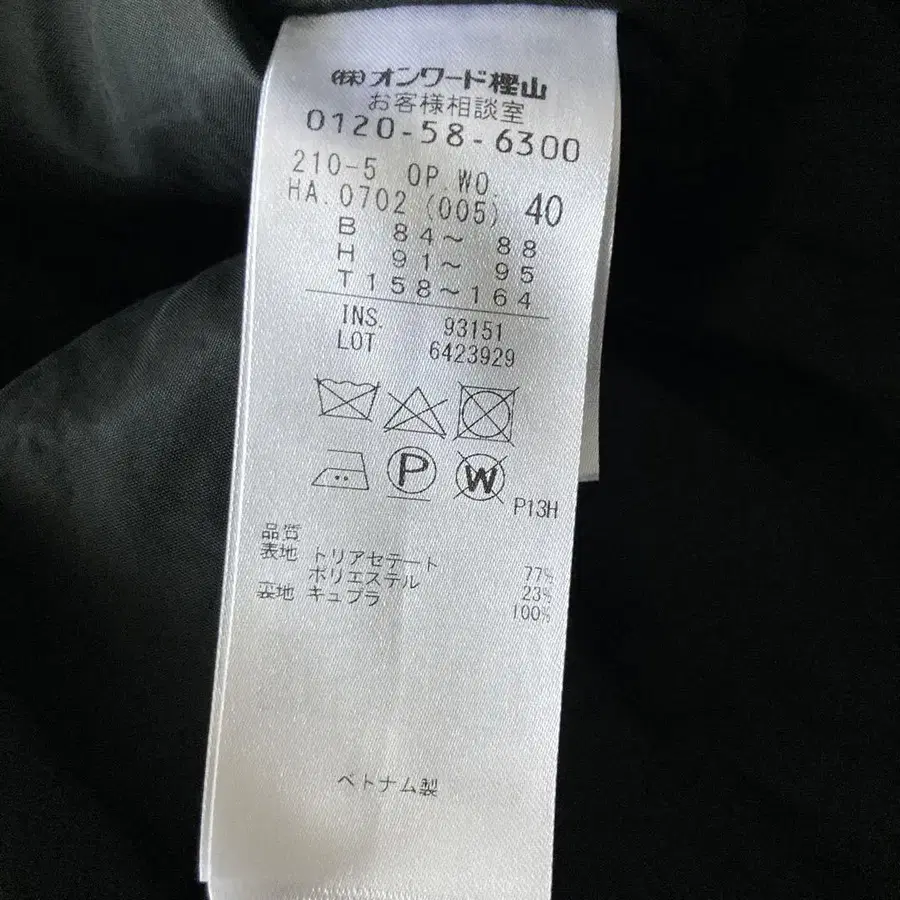 ㈱オンワード樫山
お客様相談室
0120-58-6300
210-5 OP.WO.
HA.0702 (005) 40
B 84～ 88
H 91～ 95
T158～164
INS. 93151
LOT 6423929
P
W
P13H
品質
表地 トリアセテート 77%
ポリエステル 23%
裏地 キュプラ 100%
ベトナム製